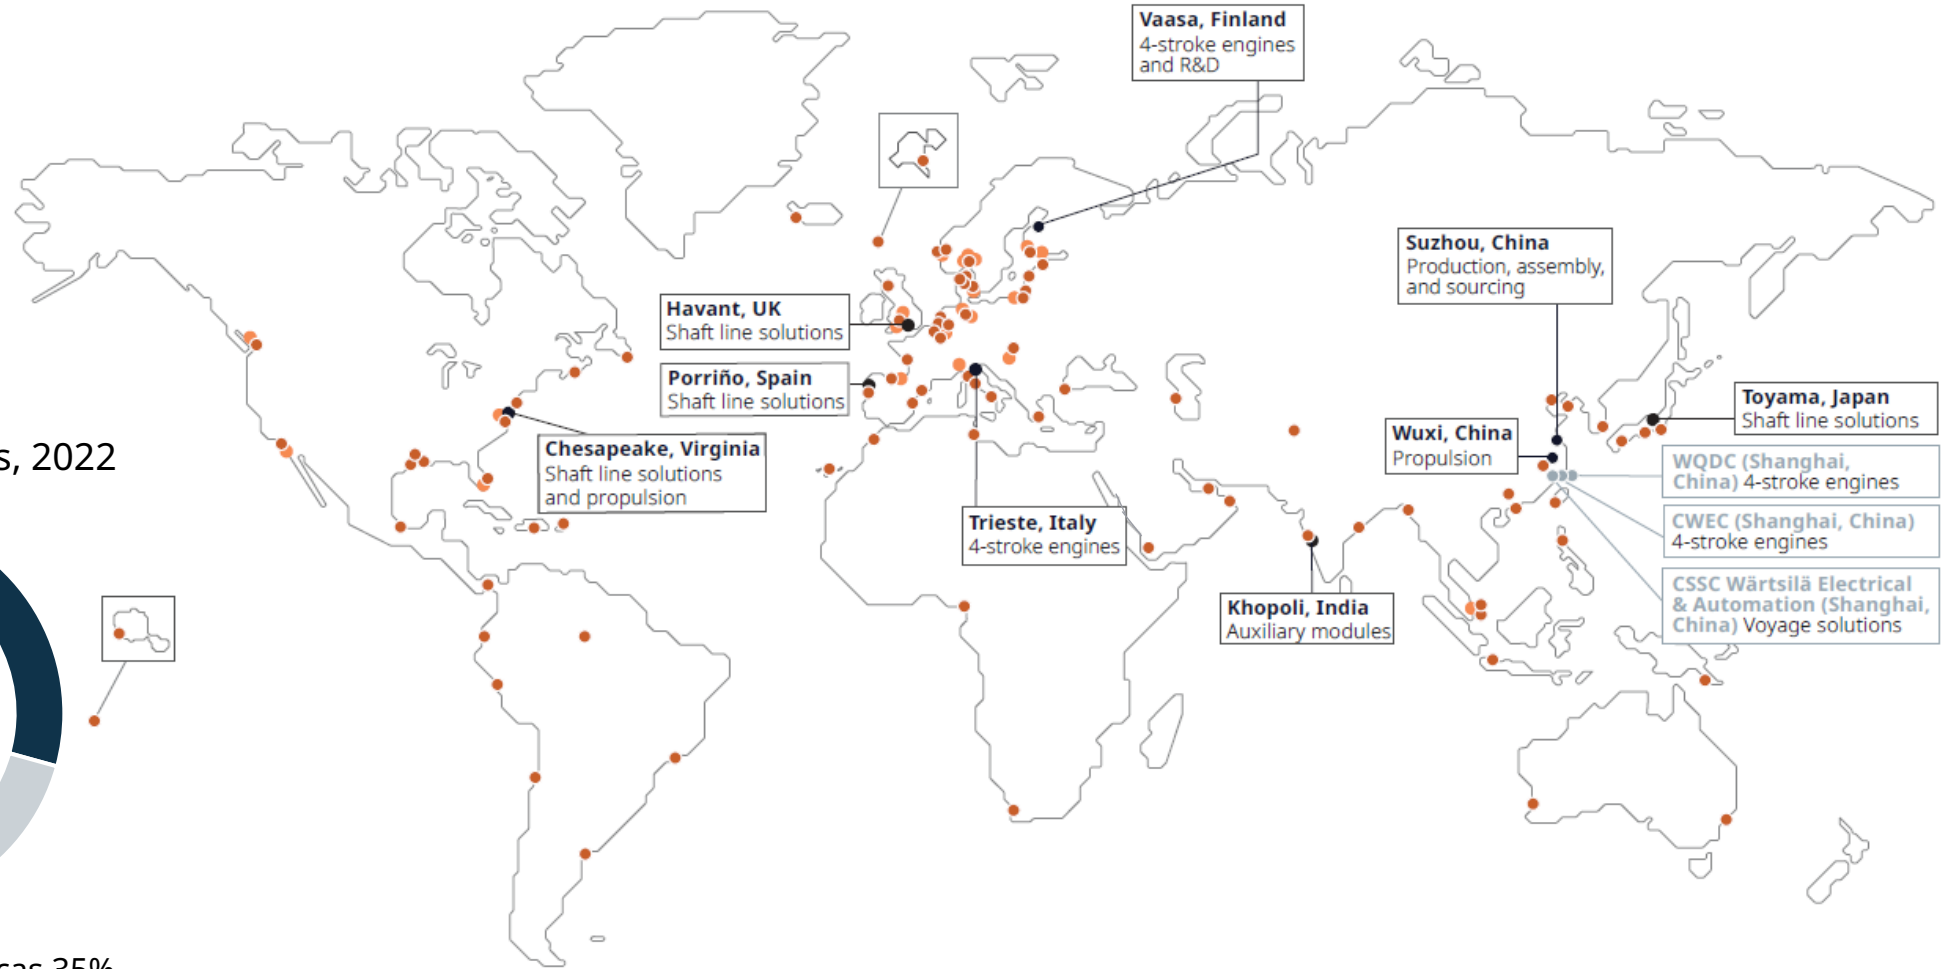 Vaasa, Finland
4-stroke engines
and R&D
Suzhou, China
Production, assembly,
and sourcing
Havant, UK
Shaft line solutions
Porriño, Spain
Shaft line solutions
Toyama, Japan
Shaft line solutions
Wuxi, China
Propulsion
Chesapeake, Virginia
Shaft line solutions
and propulsion
s, 2022
WQDC (Shanghai,
China) 4-stroke engines
Trieste, Italy
4-stroke engines
CWEC (Shanghai, China)
4-stroke engines
CSSC Wärtsilä Electrical
& Automation (Shanghai,
China) Voyage solutions
Khopoli, India
Auxiliary modules
35%